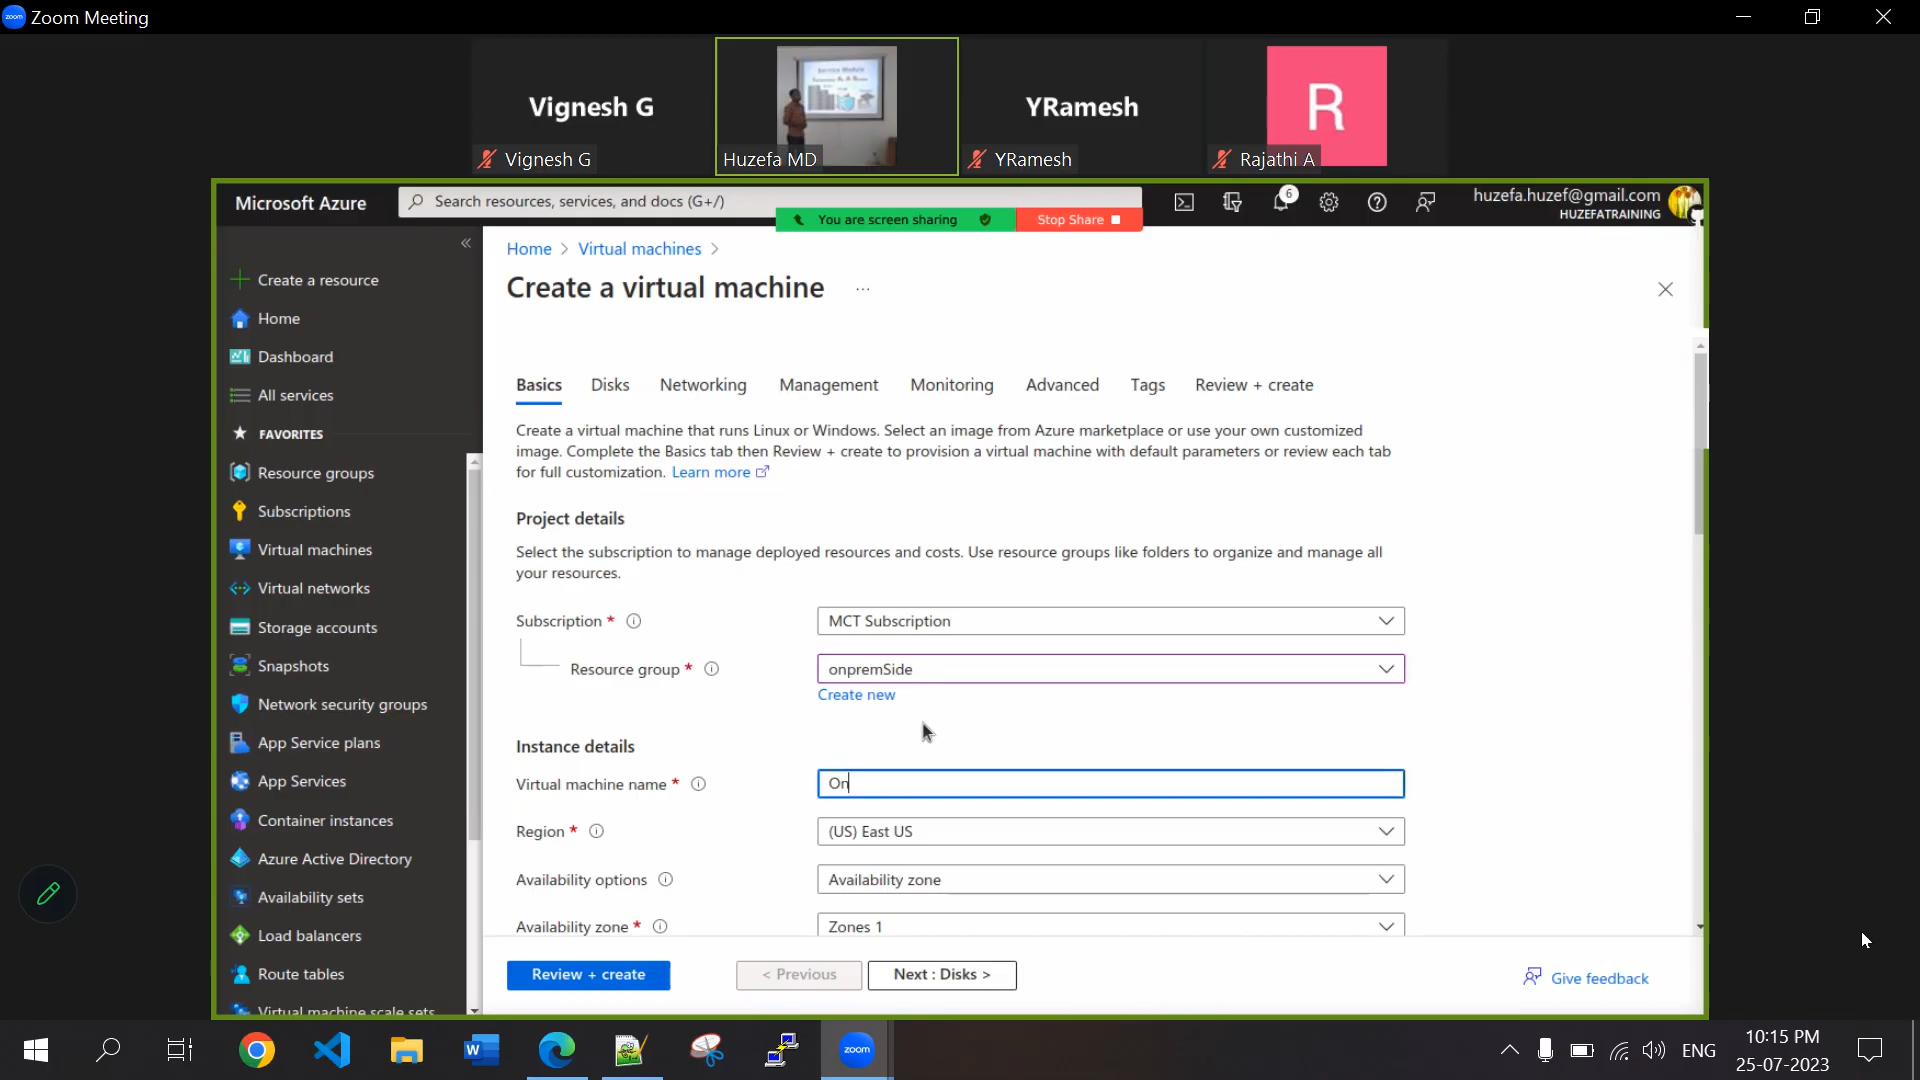 Zoom Meeting
Vignesh G
Vignesh G
Huzefa MD
YRamesh
YRamesh
R
Rajathi A
Microsoft Azure
Search resources, services, and docs (G+/)
6
huzefa.huzef@gmail.com
HUZEFATRAINING
You are screen sharing
Stop Share
Create a resource
Home
Dashboard
All services
FAVORITES
Resource groups
Subscriptions
Virtual machines
Virtual networks
Storage accounts
Snapshots
Network security groups
App Service plans
App Services
Container instances
Azure Active Directory
Availability sets
Load balancers
Route tables
Virtual machine scale sets
Home > Virtual machines >
Create a virtual machine ...
Basics Disks Networking Management Monitoring Advanced Tags Review + create
Create a virtual machine that runs Linux or Windows. Select an image from Azure marketplace or use your own customized
image. Complete the Basics tab then Review + create to provision a virtual machine with default parameters or review each tab
for full customization. Learn more
Project details
Select the subscription to manage deployed resources and costs. Use resource groups like folders to organize and manage all
your resources.
Subscription * MCT Subscription
Resource group * onpremSide
Create new
Instance details
Virtual machine name * On
Region * (US) East US
Availability options Availability zone
Availability zone * Zones 1
Review + create
< Previous
Next : Disks >
Give feedback
zoom
ENG
10:15 PM
25-07-2023